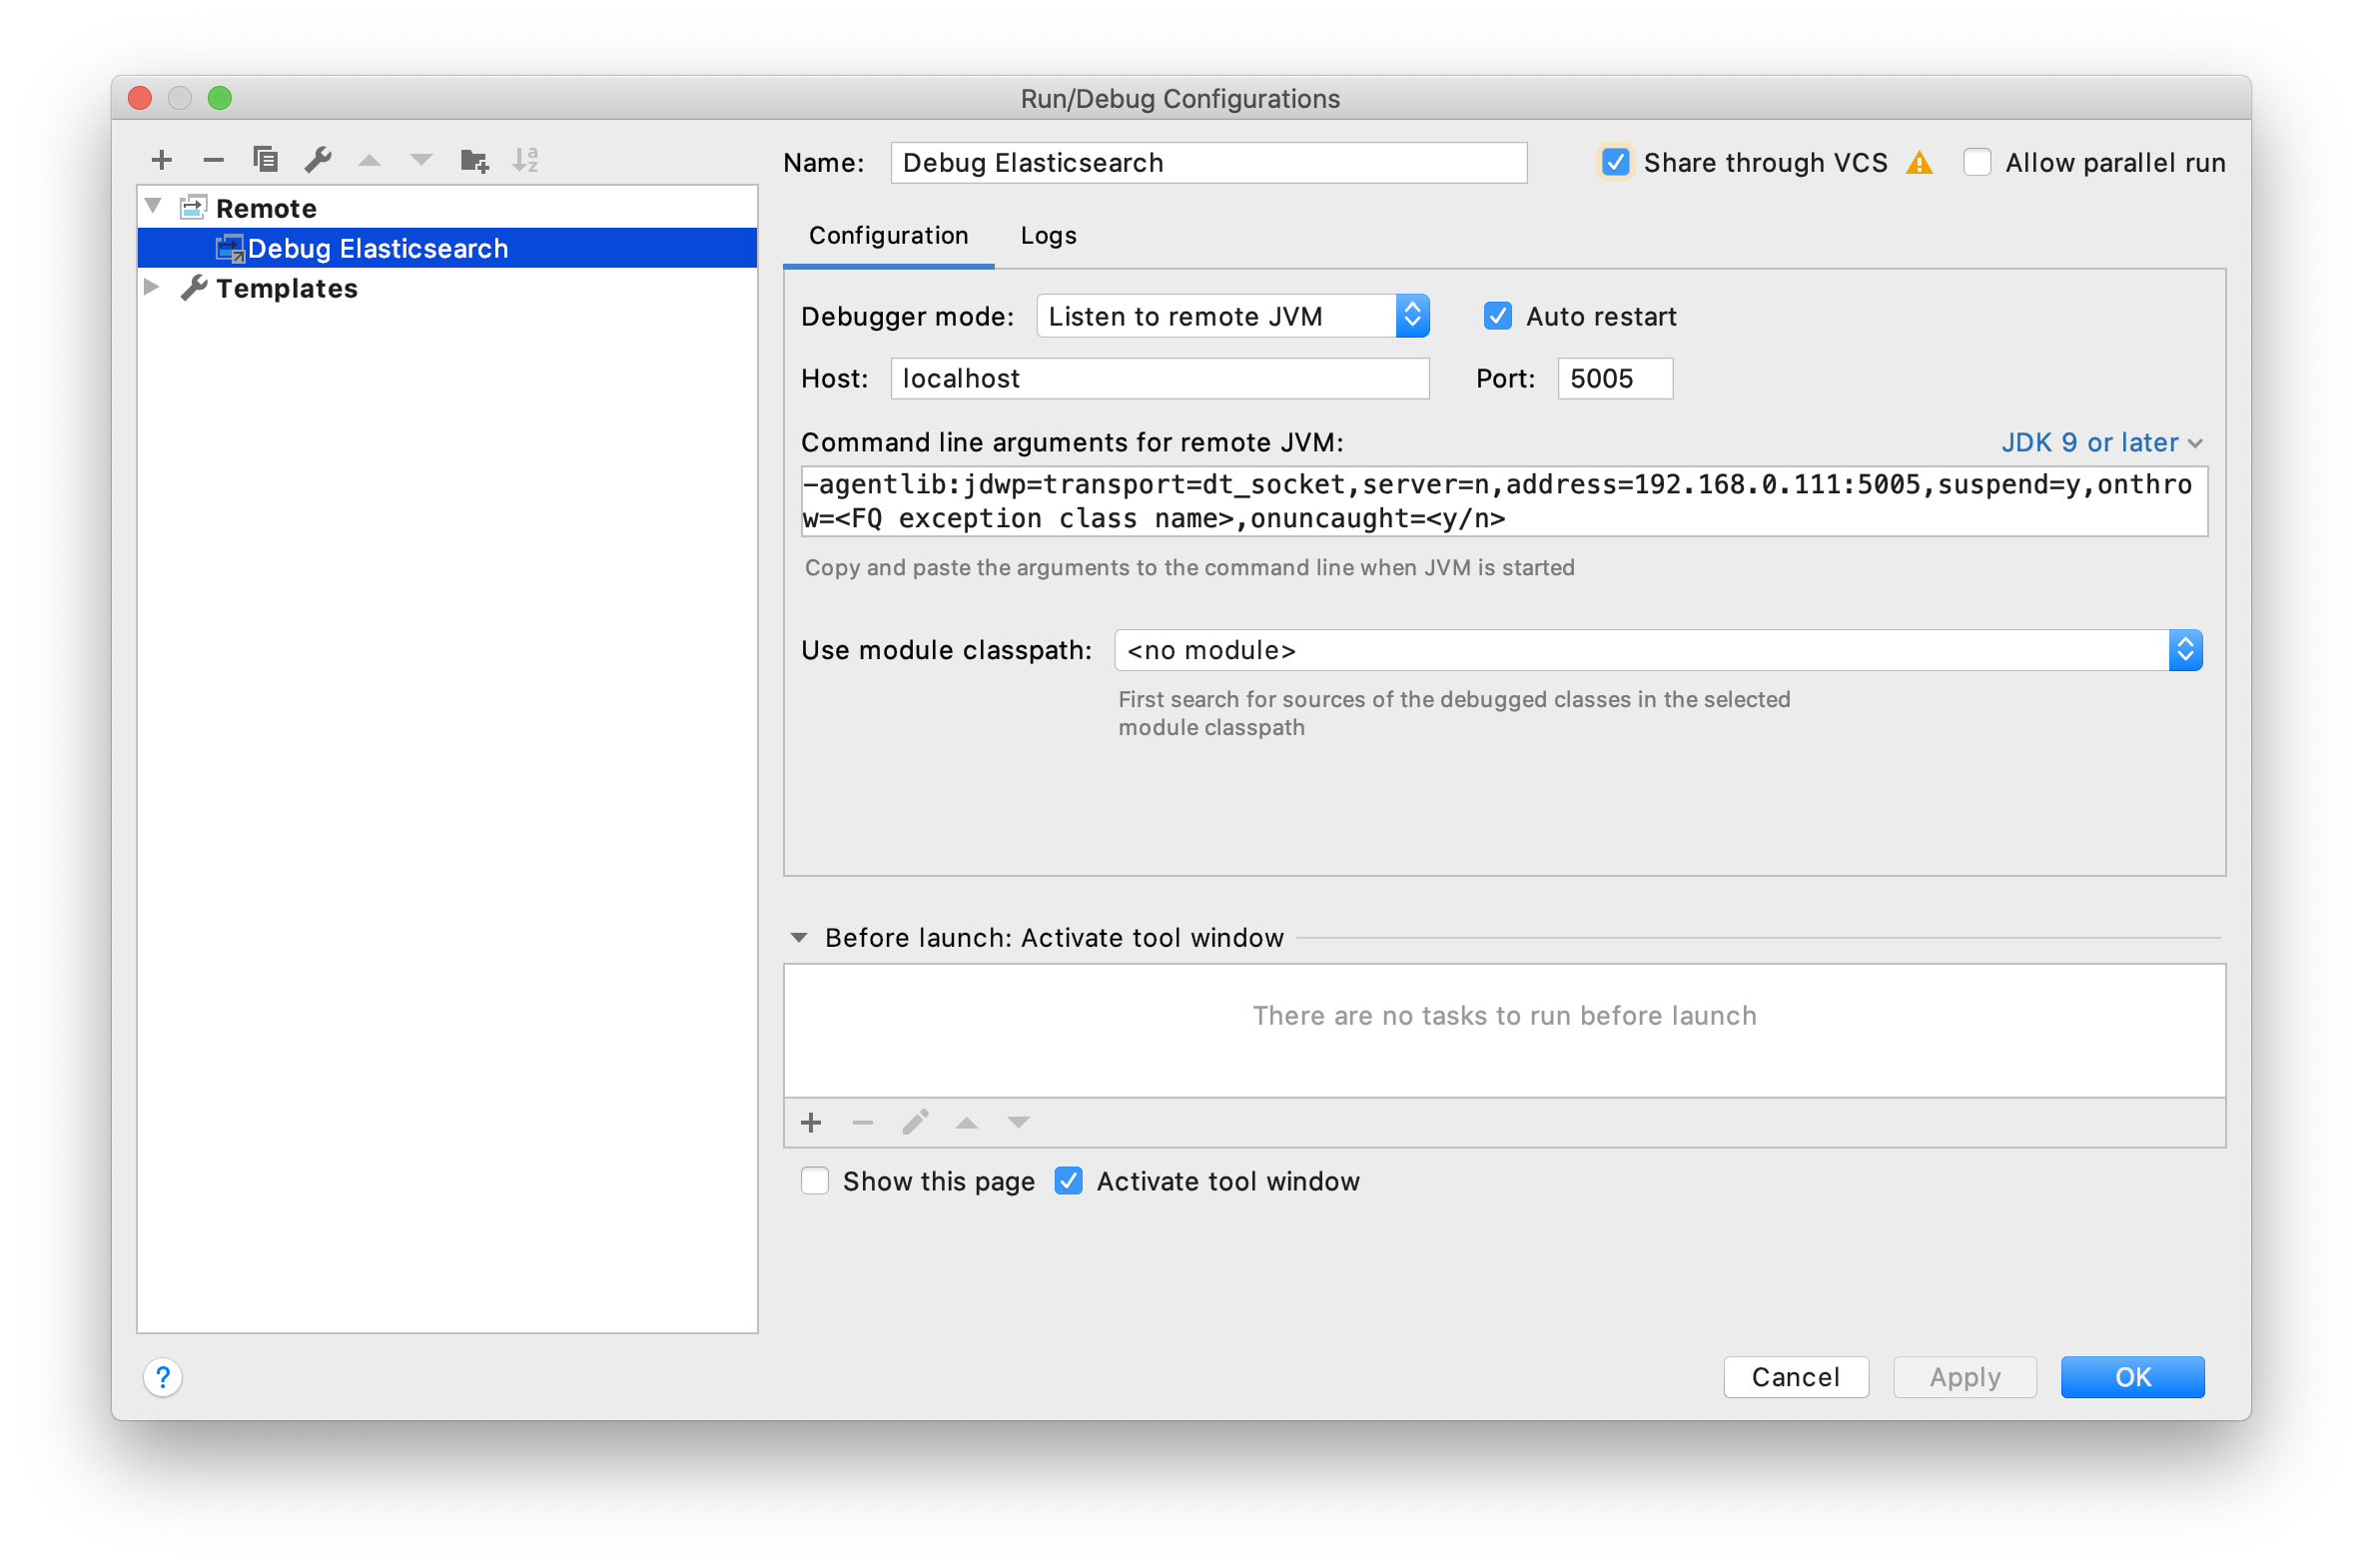 Run/Debug Configurations
Name: Debug Elasticsearch Share through VCS Allow parallel run
Remote
Debug Elasticsearch
Templates
Configuration Logs
Debugger mode: Listen to remote JVM Auto restart
Host: localhost Port: 5005
Command line arguments for remote JVM: JDK 9 or later
-agentlib:jdwp=transport=dt_socket,server=n,address=192.168.0.111:5005,suspend=y,onthro
w=<FQ exception class name>,onuncaught=<y/n>
Copy and paste the arguments to the command line when JVM is started
Use module classpath: <no module>
First search for sources of the debugged classes in the selected
module classpath
Before launch: Activate tool window
There are no tasks to run before launch
Show this page Activate tool window
? Cancel Apply OK